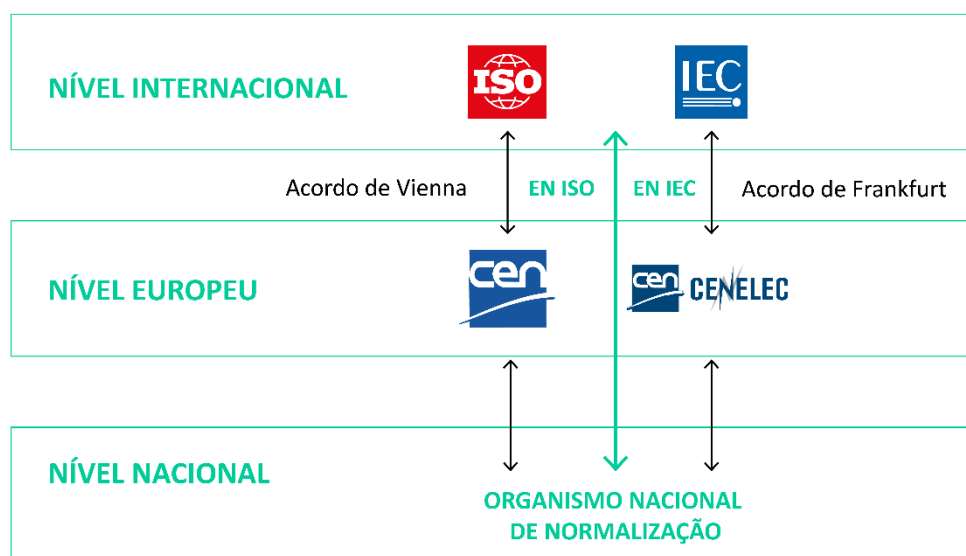 NÍVEL INTERNACIONAL
ISO
IEC
Acordo de Vienna
EN ISO
EN IEC
Acordo de Frankfurt
NÍVEL EUROPEU
cen
cen CENELEC
NÍVEL NACIONAL
ORGANISMO NACIONAL
DE NORMALIZAÇÃO